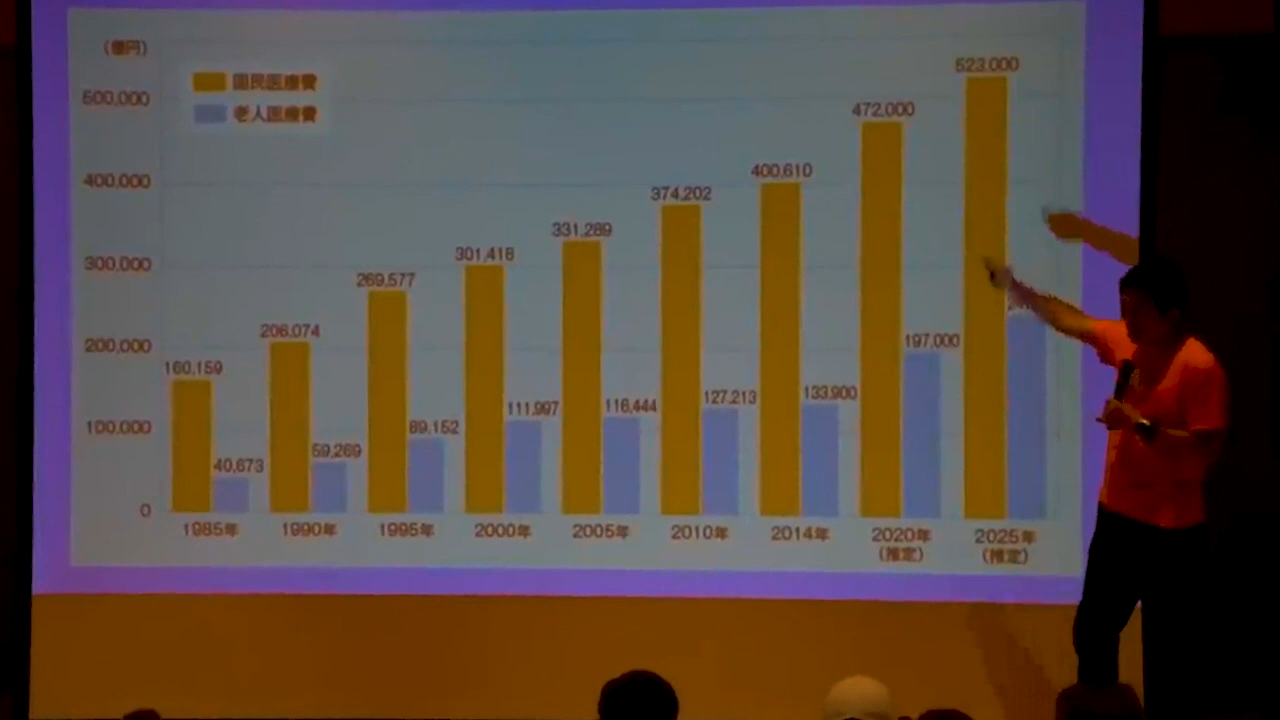 （億円）
国民医療費
老人医療費
500,000
400,000
300,000
200,000
100,000
0
160,159
206,074
269,577
301,418
331,289
374,202
400,610
472,000
523,000
40,673
59,269
89,152
111,997
116,444
127,213
133,900
197,000
1985年
1990年
1995年
2000年
2005年
2010年
2014年
2020年
（推定）
2025年
（推定）